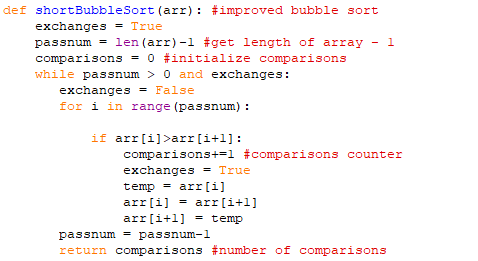 def shortBubbleSort(arr): #improved bubble sort
    exchanges = True
    passnum = len(arr)-1 #get length of array - 1
    comparisons = 0 #initialize comparisons
    while passnum > 0 and exchanges:
       exchanges = False
       for i in range(passnum):
           if arr[i]>arr[i+1]:
               comparisons+=1 #comparisons counter
               exchanges = True
               temp = arr[i]
               arr[i] = arr[i+1]
               arr[i+1] = temp
       passnum = passnum-1
       return comparisons #number of comparisons